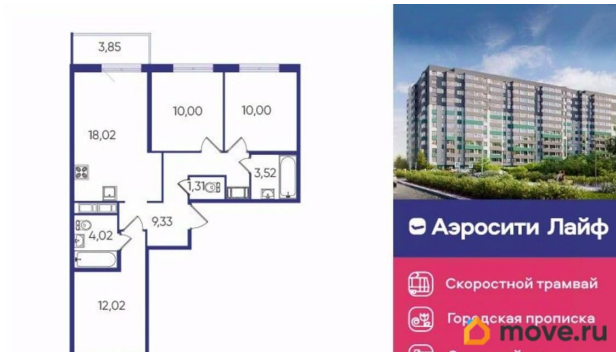 3,85
10,00
10,00
18,02
3,52
1,31
9,33
4,02
12,02
Аэросити Лайф
Скоростной трамвай
Городская прописка
move.ru